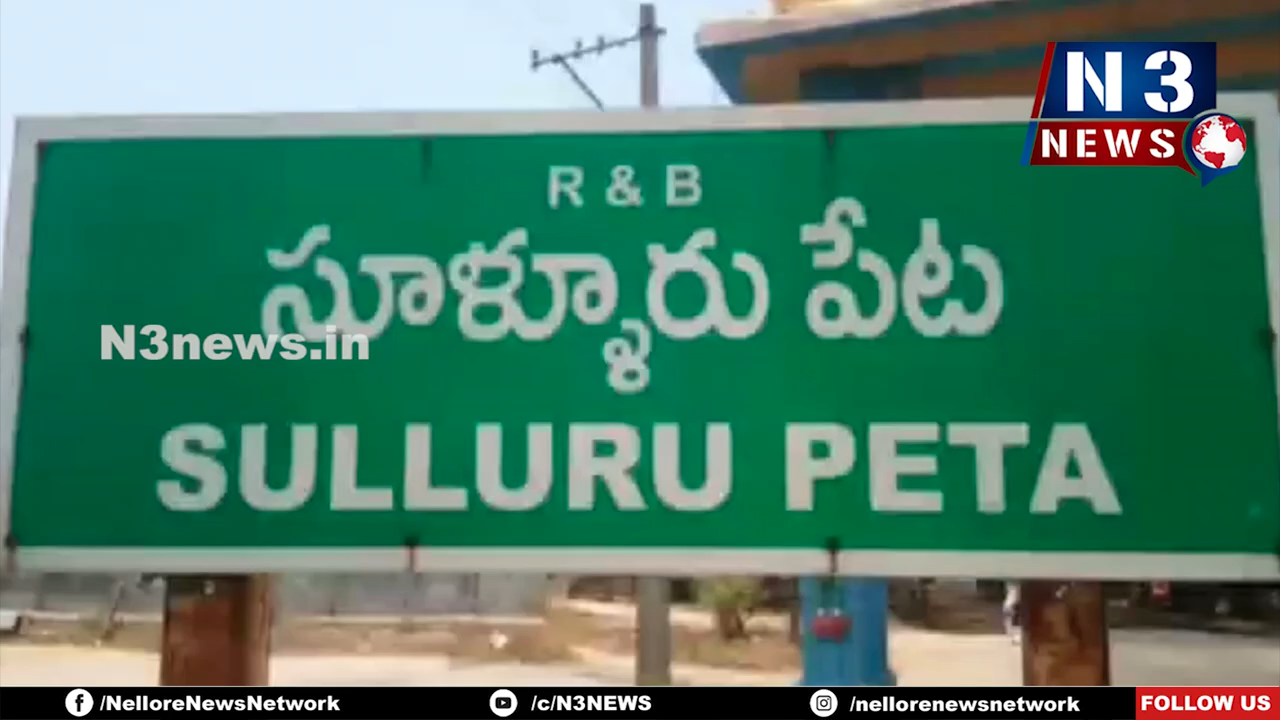 N 3
NEWS
R & B
సూళ్ళూరు పేట
N3news.in
SULLURU PETA
/NelloreNewsNetwork
/c/N3NEWS
/nellorenewsnetwork
FOLLOW US